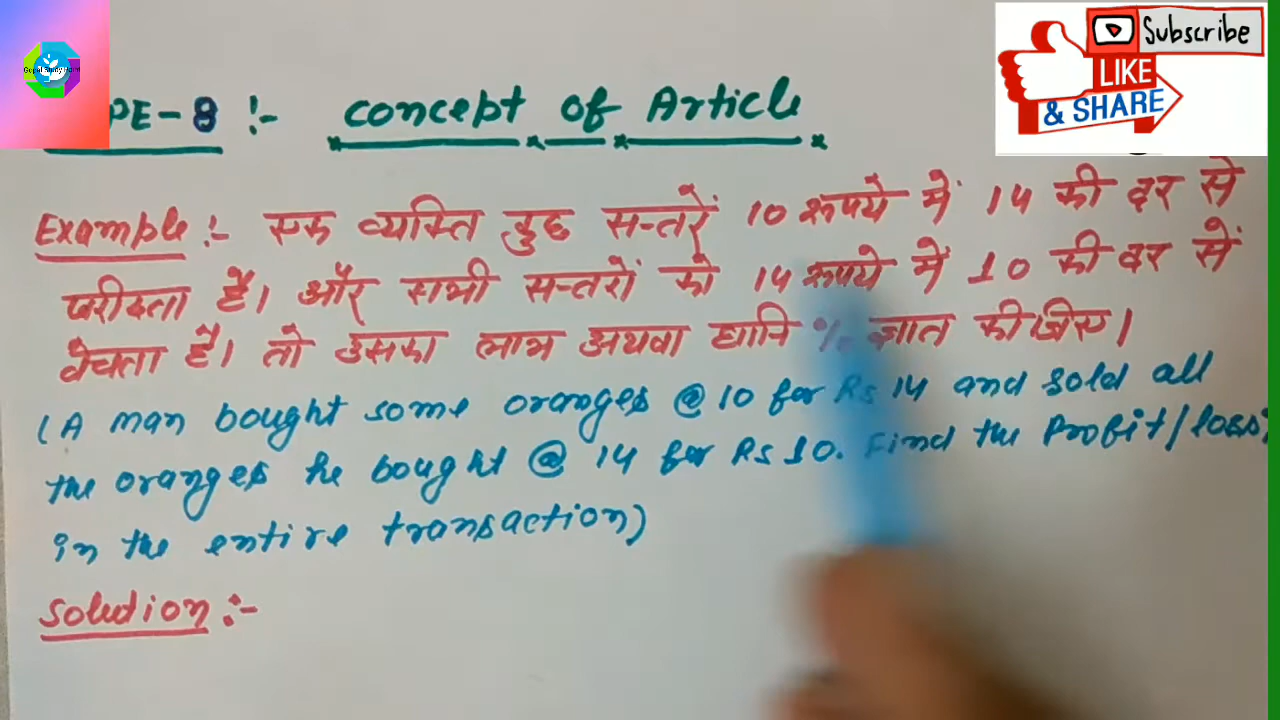 Gopal Study Point
Subscribe
LIKE
& SHARE
PE-8 :- concept of Article
Example :- एक व्यक्ति कुछ सन्तरें 10 रूपये में 14 की दर से
खरीदता है। और सभी सन्तरों को 14 रूपये में 10 की दर सें
बेचता है। तो उसका लाभ अथवा हानि % ज्ञात कीजिए।
(A man bought some oranges @ 10 for Rs 14 and sold all
the oranges he bought @ 14 for Rs 10. Find the Profit/loss
in the entire transaction)
Solution :-